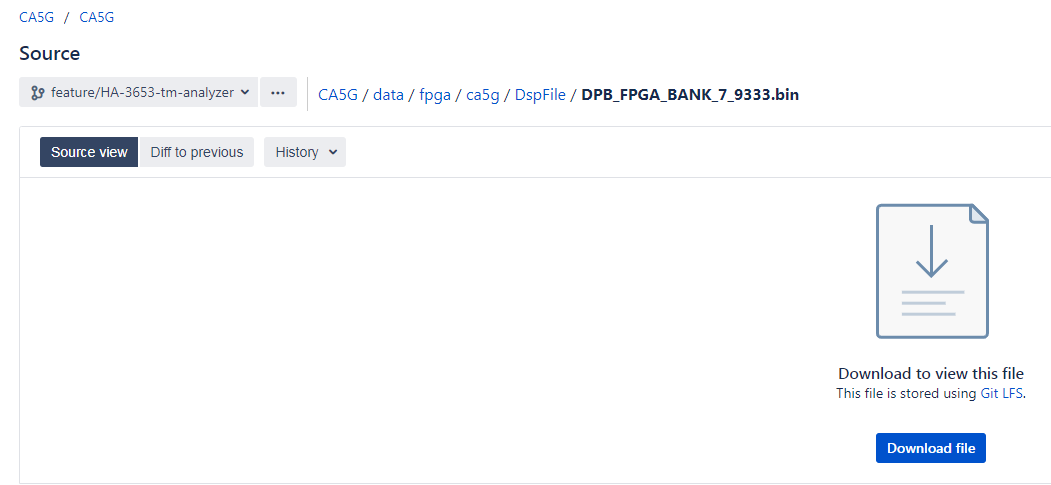 CA5G / CA5G
Source
feature/HA-3653-tm-analyzer ••• CA5G / data / fpga / ca5g / DspFile / DPB_FPGA_BANK_7_9333.bin
Source view Diff to previous History
Download to view this file
This file is stored using Git LFS.
Download file